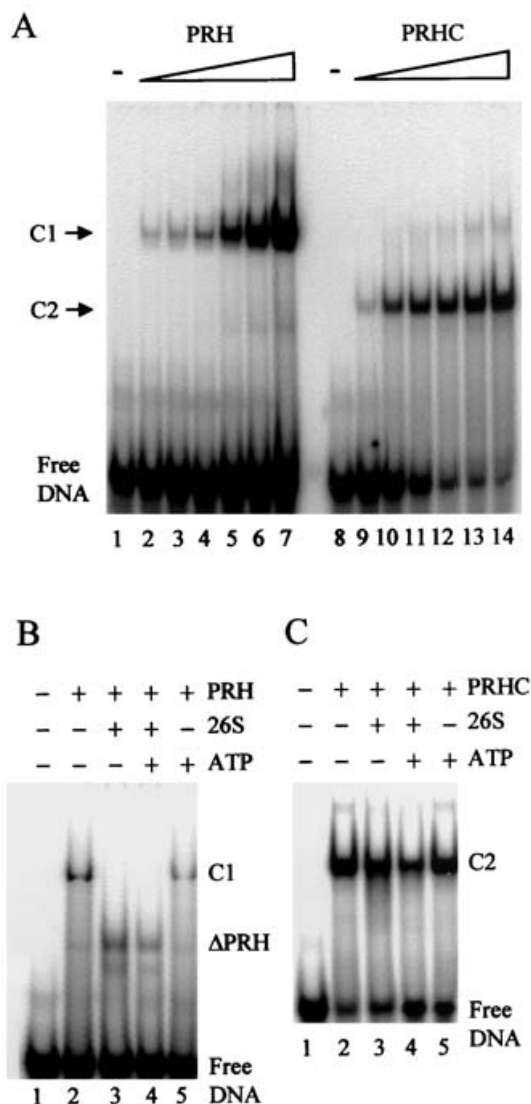 A
PRH
PRHC
-
-
C1
C2
Free
DNA
1 2 3 4 5 6 7 8 9 10 11 12 13 14
B
- + + + + PRH
- - + + - 26S
- - - + + ATP
C1
ΔPRH
Free
DNA
1 2 3 4 5
C
- + + + + PRHC
- - + + - 26S
- - - + + ATP
C2
Free
DNA
1 2 3 4 5